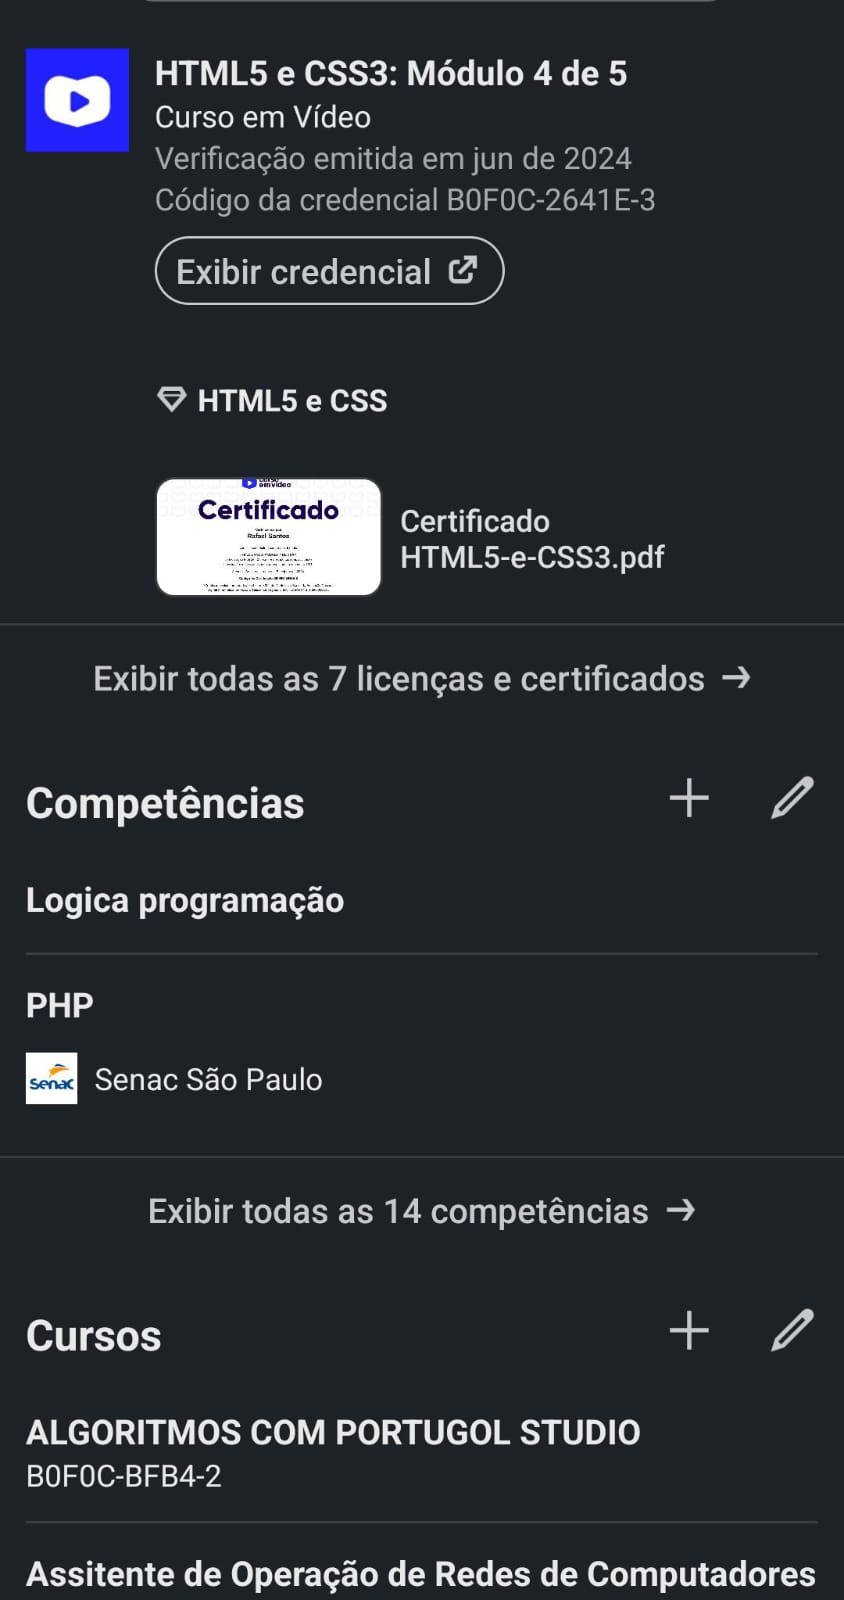 HTML5 e CSS3: Módulo 4 de 5
Curso em Vídeo
Verificação emitida em jun de 2024
Código da credencial B0F0C-2641E-3
Exibir credencial
HTML5 e CSS
em vídeo
Certificado
Rafael Santos
Certificado
HTML5-e-CSS3.pdf
Exibir todas as 7 licenças e certificados →
Competências
Logica programação
PHP
Senac
Senac São Paulo
Exibir todas as 14 competências →
Cursos
ALGORITMOS COM PORTUGOL STUDIO
B0F0C-BFB4-2
Assitente de Operação de Redes de Computadores